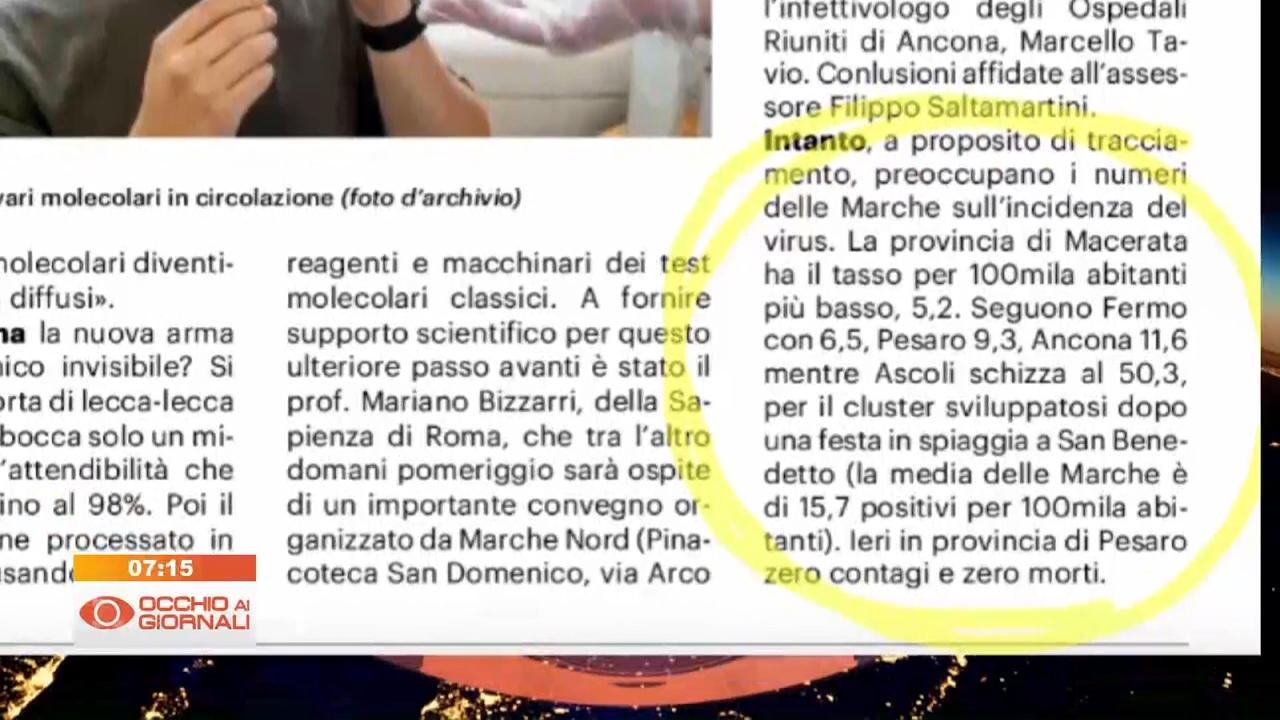 vari molecolari in circolazione (foto d'archivio)
molecolari diventi-
diffusi».
la nuova arma
invisibile? Si
di lecca-lecca
bocca solo un mi-
'attendibilità che
al 98%. Poi il
processato in
reagenti e macchinari dei test
molecolari classici. A fornire
supporto scientifico per questo
ulteriore passo avanti è stato il
prof. Mariano Bizzarri, della Sa-
pienza di Roma, che tra l'altro
domani pomeriggio sarà ospite
di un importante convegno or-
ganizzato da Marche Nord (Pina-
coteca San Domenico, via Arco
l'infettivologo degli Ospedali
Riuniti di Ancona, Marcello Ta-
vio. Conlusioni affidate all'asses-
sore Filippo Saltamartini.
Intanto, a proposito di traccia-
mento, preoccupano i numeri
delle Marche sull'incidenza del
virus. La provincia di Macerata
ha il tasso per 100mila abitanti
più basso, 5,2. Seguono Fermo
con 6,5, Pesaro 9,3, Ancona 11,6
mentre Ascoli schizza al 50,3,
per il cluster sviluppatosi dopo
una festa in spiaggia a San Bene-
detto (la media delle Marche è
di 15,7 positivi per 100mila abi-
tanti). Ieri in provincia di Pesaro
zero contagi e zero morti.
07:15
OCCHIO AI
GIORNALI